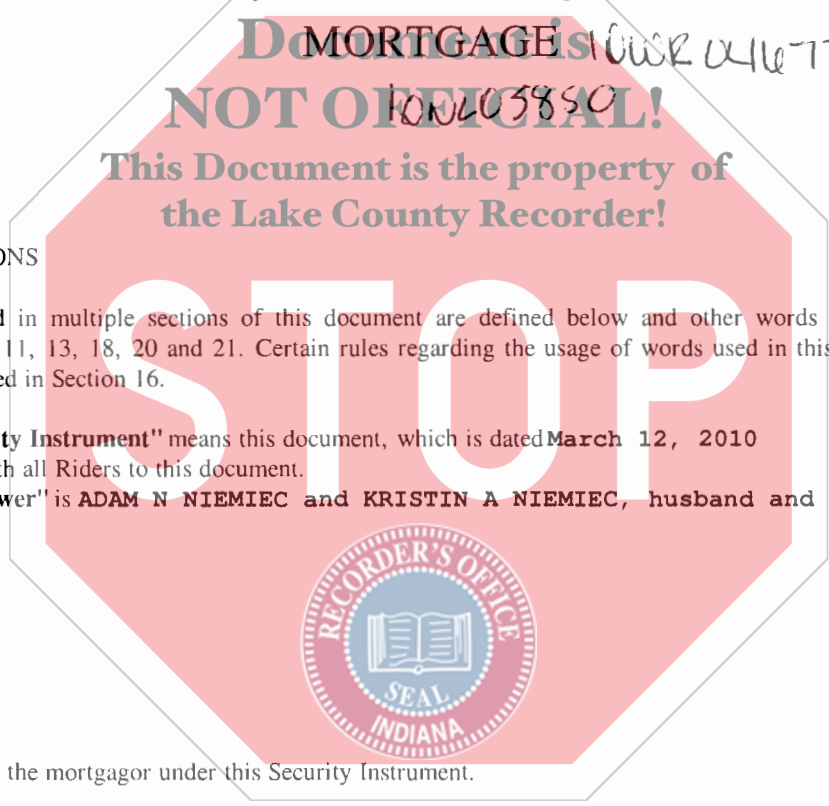 Document is
MORTGAGE
NOT OFFICIAL!
10NL03850
This Document is the property of
the Lake County Recorder!
ONS
in multiple sections of this document are defined below and other words
11, 13, 18, 20 and 21. Certain rules regarding the usage of words used in this
ed in Section 16.
ty Instrument" means this document, which is dated March 12, 2010
th all Riders to this document.
wer" is ADAM N NIEMIEC and KRISTIN A NIEMIEC, husband and
STOP
RECORDER'S OFFICE
SEAL
INDIANA
the mortgagor under this Security Instrument.